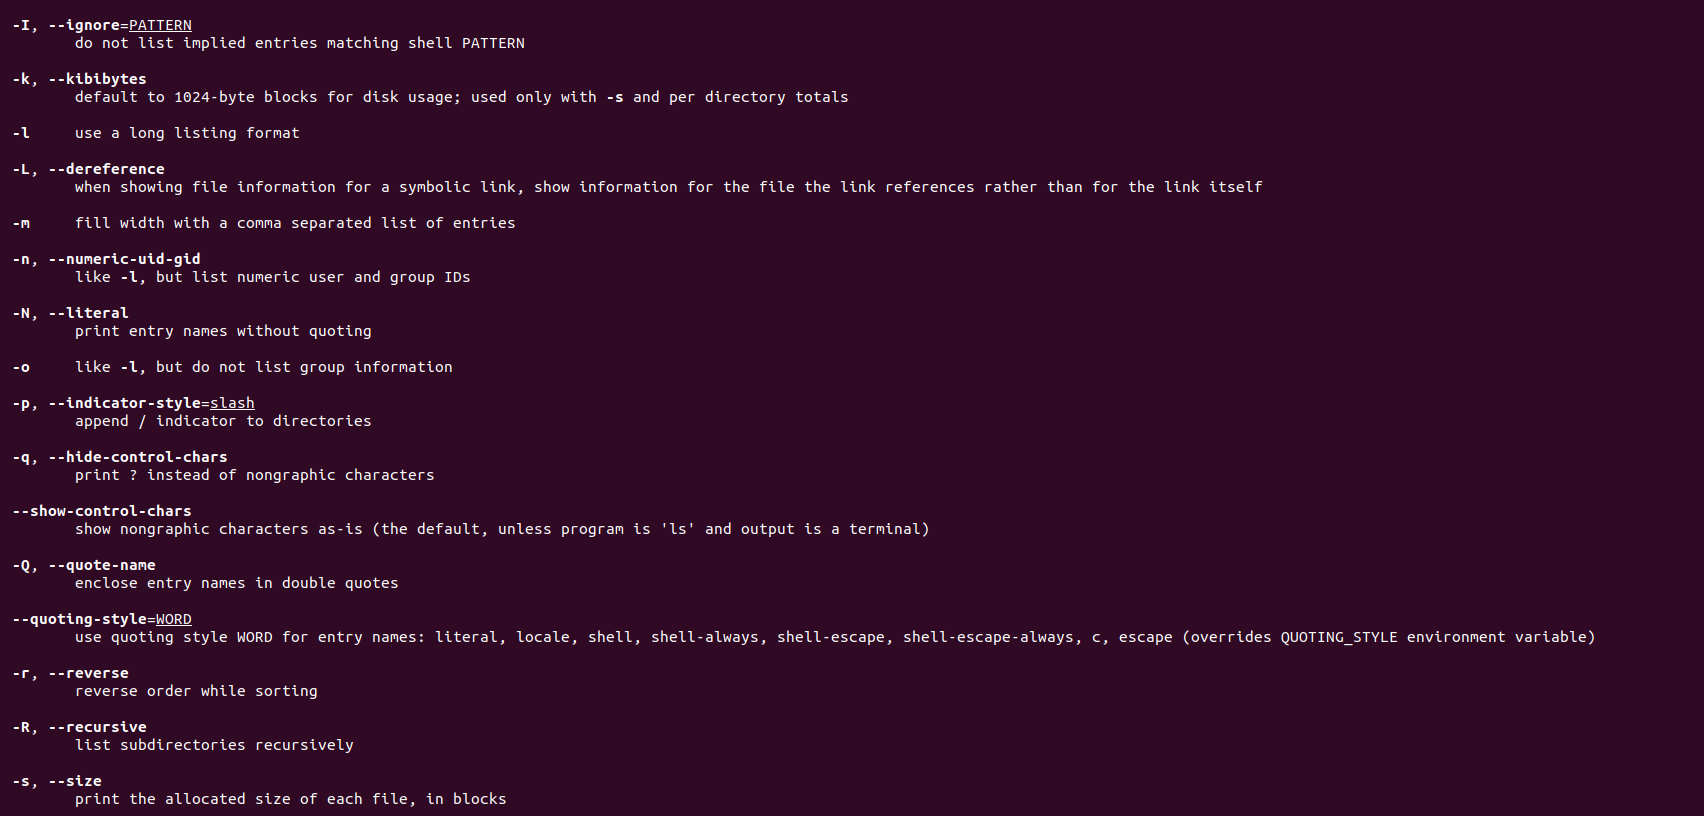 -I, --ignore=PATTERN
do not list implied entries matching shell PATTERN
-k, --kibibytes
default to 1024-byte blocks for disk usage; used only with -s and per directory totals
-l     use a long listing format
-L, --dereference
when showing file information for a symbolic link, show information for the file the link references rather than for the link itself
-m     fill width with a comma separated list of entries
-n, --numeric-uid-gid
like -l, but list numeric user and group IDs
-N, --literal
print entry names without quoting
-o     like -l, but do not list group information
-p, --indicator-style=slash
append / indicator to directories
-q, --hide-control-chars
print ? instead of nongraphic characters
--show-control-chars
show nongraphic characters as-is (the default, unless program is 'ls' and output is a terminal)
-Q, --quote-name
enclose entry names in double quotes
--quoting-style=WORD
use quoting style WORD for entry names: literal, locale, shell, shell-always, shell-escape, shell-escape-always, c, escape (overrides QUOTING_STYLE environment variable)
-r, --reverse
reverse order while sorting
-R, --recursive
list subdirectories recursively
-s, --size
print the allocated size of each file, in blocks